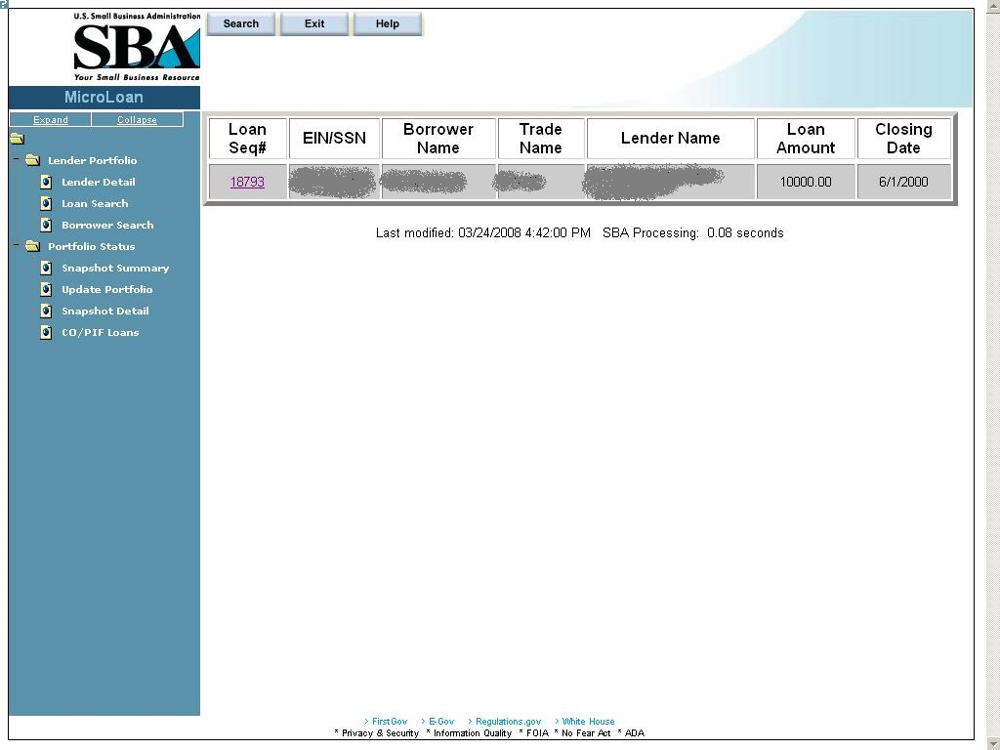 U.S. Small Business Administration
SBA
Your Small Business Resource
Search Exit Help
MicroLoan
Expand Collapse
Lender Portfolio
Lender Detail
Loan Search
Borrower Search
Portfolio Status
Snapshot Summary
Update Portfolio
Snapshot Detail
CO/PIF Loans
Loan Seq# EIN/SSN Borrower Name Trade Name Lender Name Loan Amount Closing Date
18793 10000.00 6/1/2000
Last modified: 03/24/2008 4:42:00 PM SBA Processing: 0.08 seconds
> FirstGov > E-Gov > Regulations.gov > White House
* Privacy & Security * Information Quality * FOIA * No Fear Act * ADA